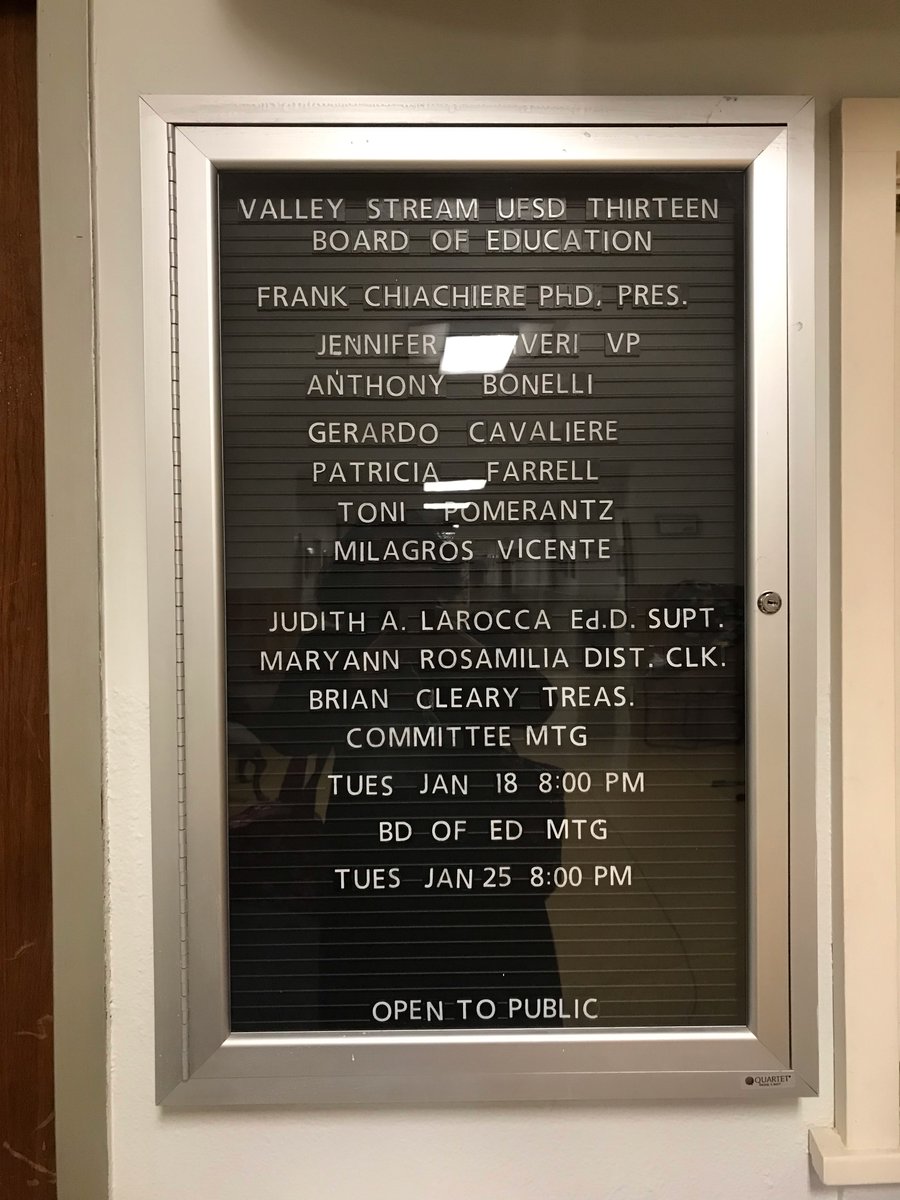 VALLEY STREAM UFSD THIRTEEN
BOARD OF EDUCATION
FRANK CHIACHIERE PhD, PRES.
JENNIFER VP
ANTHONY BONELLI
GERARDO CAVALIERE
PATRICIA FARRELL
TONI POMERANTZ
MILAGROS VICENTE
JUDITH A. LAROCCA Ed.D. SUPT.
MARYANN ROSAMILIA DIST. CLK.
BRIAN CLEARY TREAS.
COMMITTEE MTG
TUES JAN 18 8:00 PM
BD OF ED MTG
TUES JAN 25 8:00 PM
OPEN TO PUBLIC
QUARTET